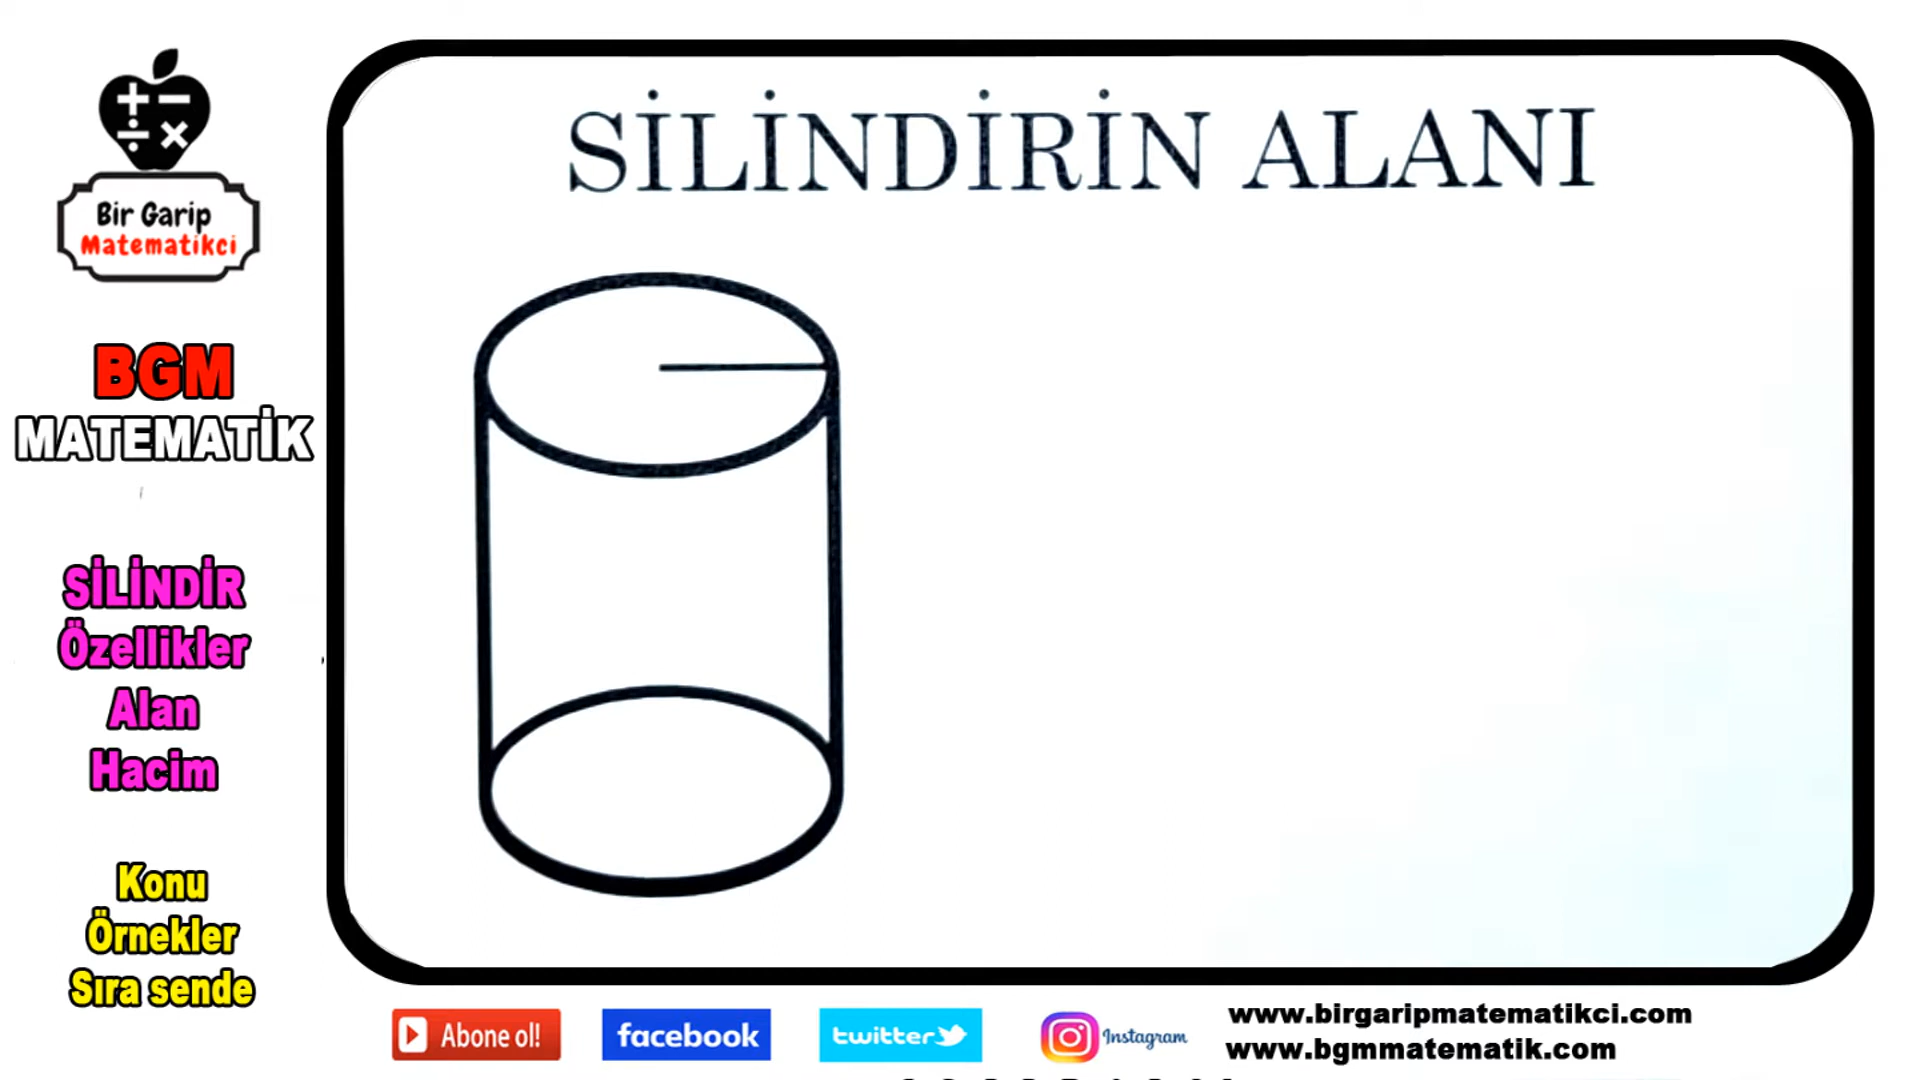 SİLİNDİRİN ALANI
Bir Garip
Matematikci
BGM
MATEMATİK
SİLİNDİR
Özellikler
Alan
Hacim
Konu
Örnekler
Sıra sende
Abone ol!
facebook
twitter
Instagram
www.birgaripmatematikci.com
www.bgmmatematik.com